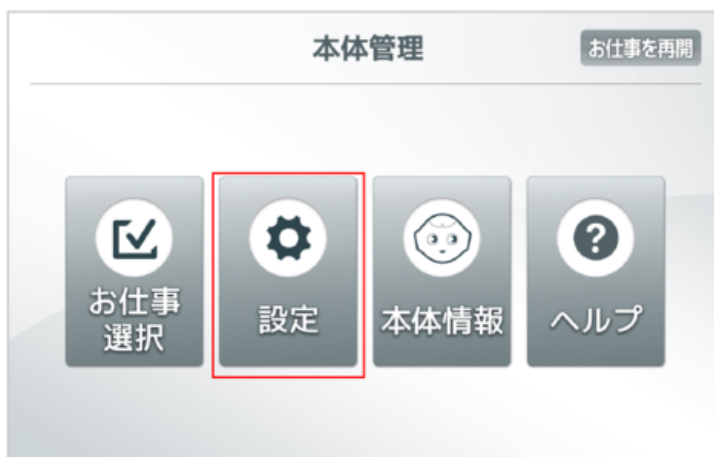 本体管理
お仕事を再開
お仕事
選択
設定
本体情報
ヘルプ